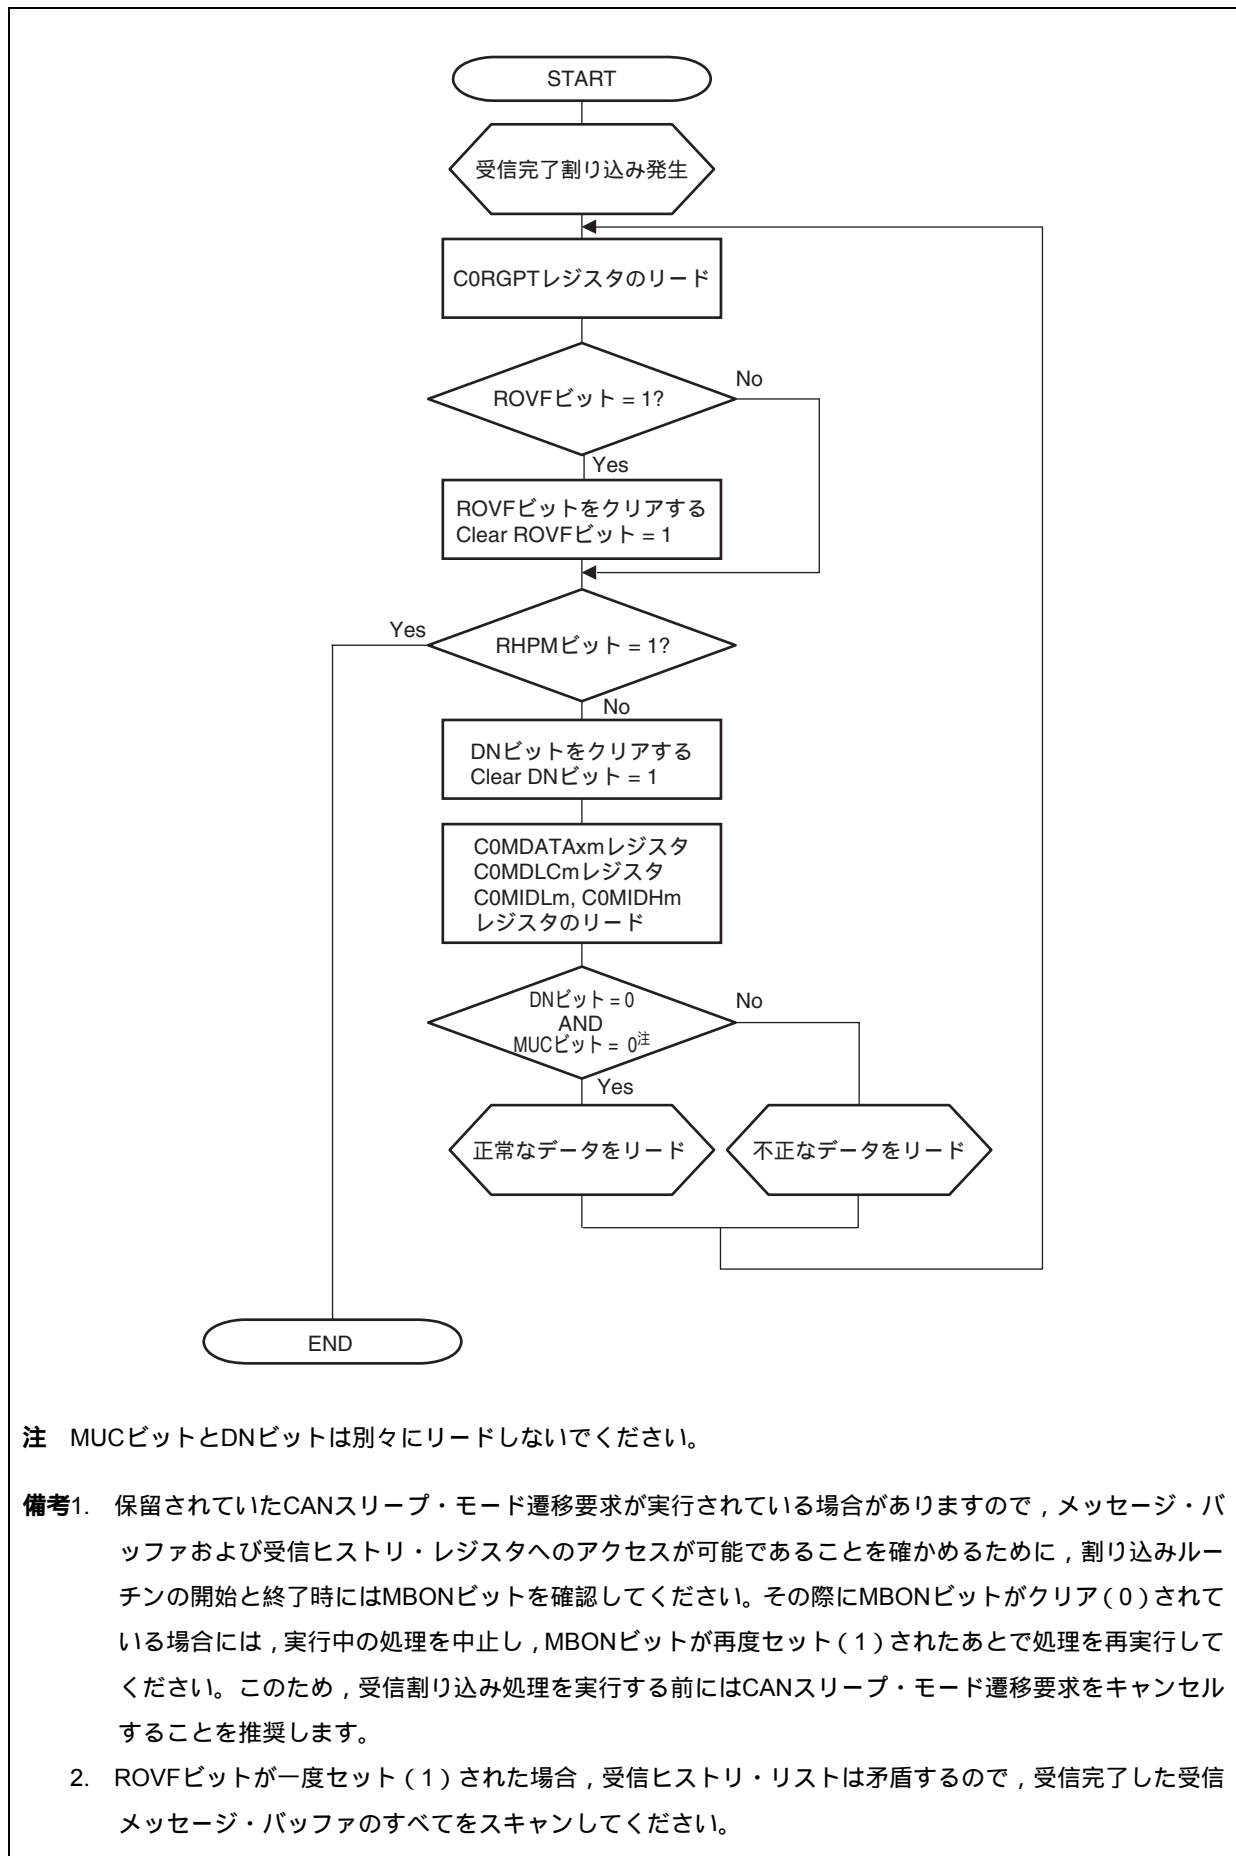 START
受信完了割り込み発生
C0RGPTレジスタのリード
ROVFビット = 1?
No
Yes
ROVFビットをクリアする
Clear ROVFビット = 1
RHPMビット = 1?
Yes
No
DNビットをクリアする
Clear DNビット = 1
C0MDATAxmレジスタ
C0MDLCmレジスタ
C0MIDLm, C0MIDHm
レジスタのリード
DNビット = 0
AND
MUCビット = 0注
No
Yes
正常なデータをリード
不正なデータをリード
END
注 MUCビットとDNビットは別々にリードしないでください。
備考1. 保留されていたCANスリープ・モード遷移要求が実行されている場合がありますので，メッセージ・バ
ッファおよび受信ヒストリ・レジスタへのアクセスが可能であることを確かめるために，割り込みルー
チンの開始と終了時にはMBONビットを確認してください。その際にMBONビットがクリア（0）されて
いる場合には，実行中の処理を中止し，MBONビットが再度セット（1）されたあとで処理を再実行して
ください。このため，受信割り込み処理を実行する前にはCANスリープ・モード遷移要求をキャンセル
することを推奨します。
2. ROVFビットが一度セット（1）された場合，受信ヒストリ・リストは矛盾するので，受信完了した受信
メッセージ・バッファのすべてをスキャンしてください。